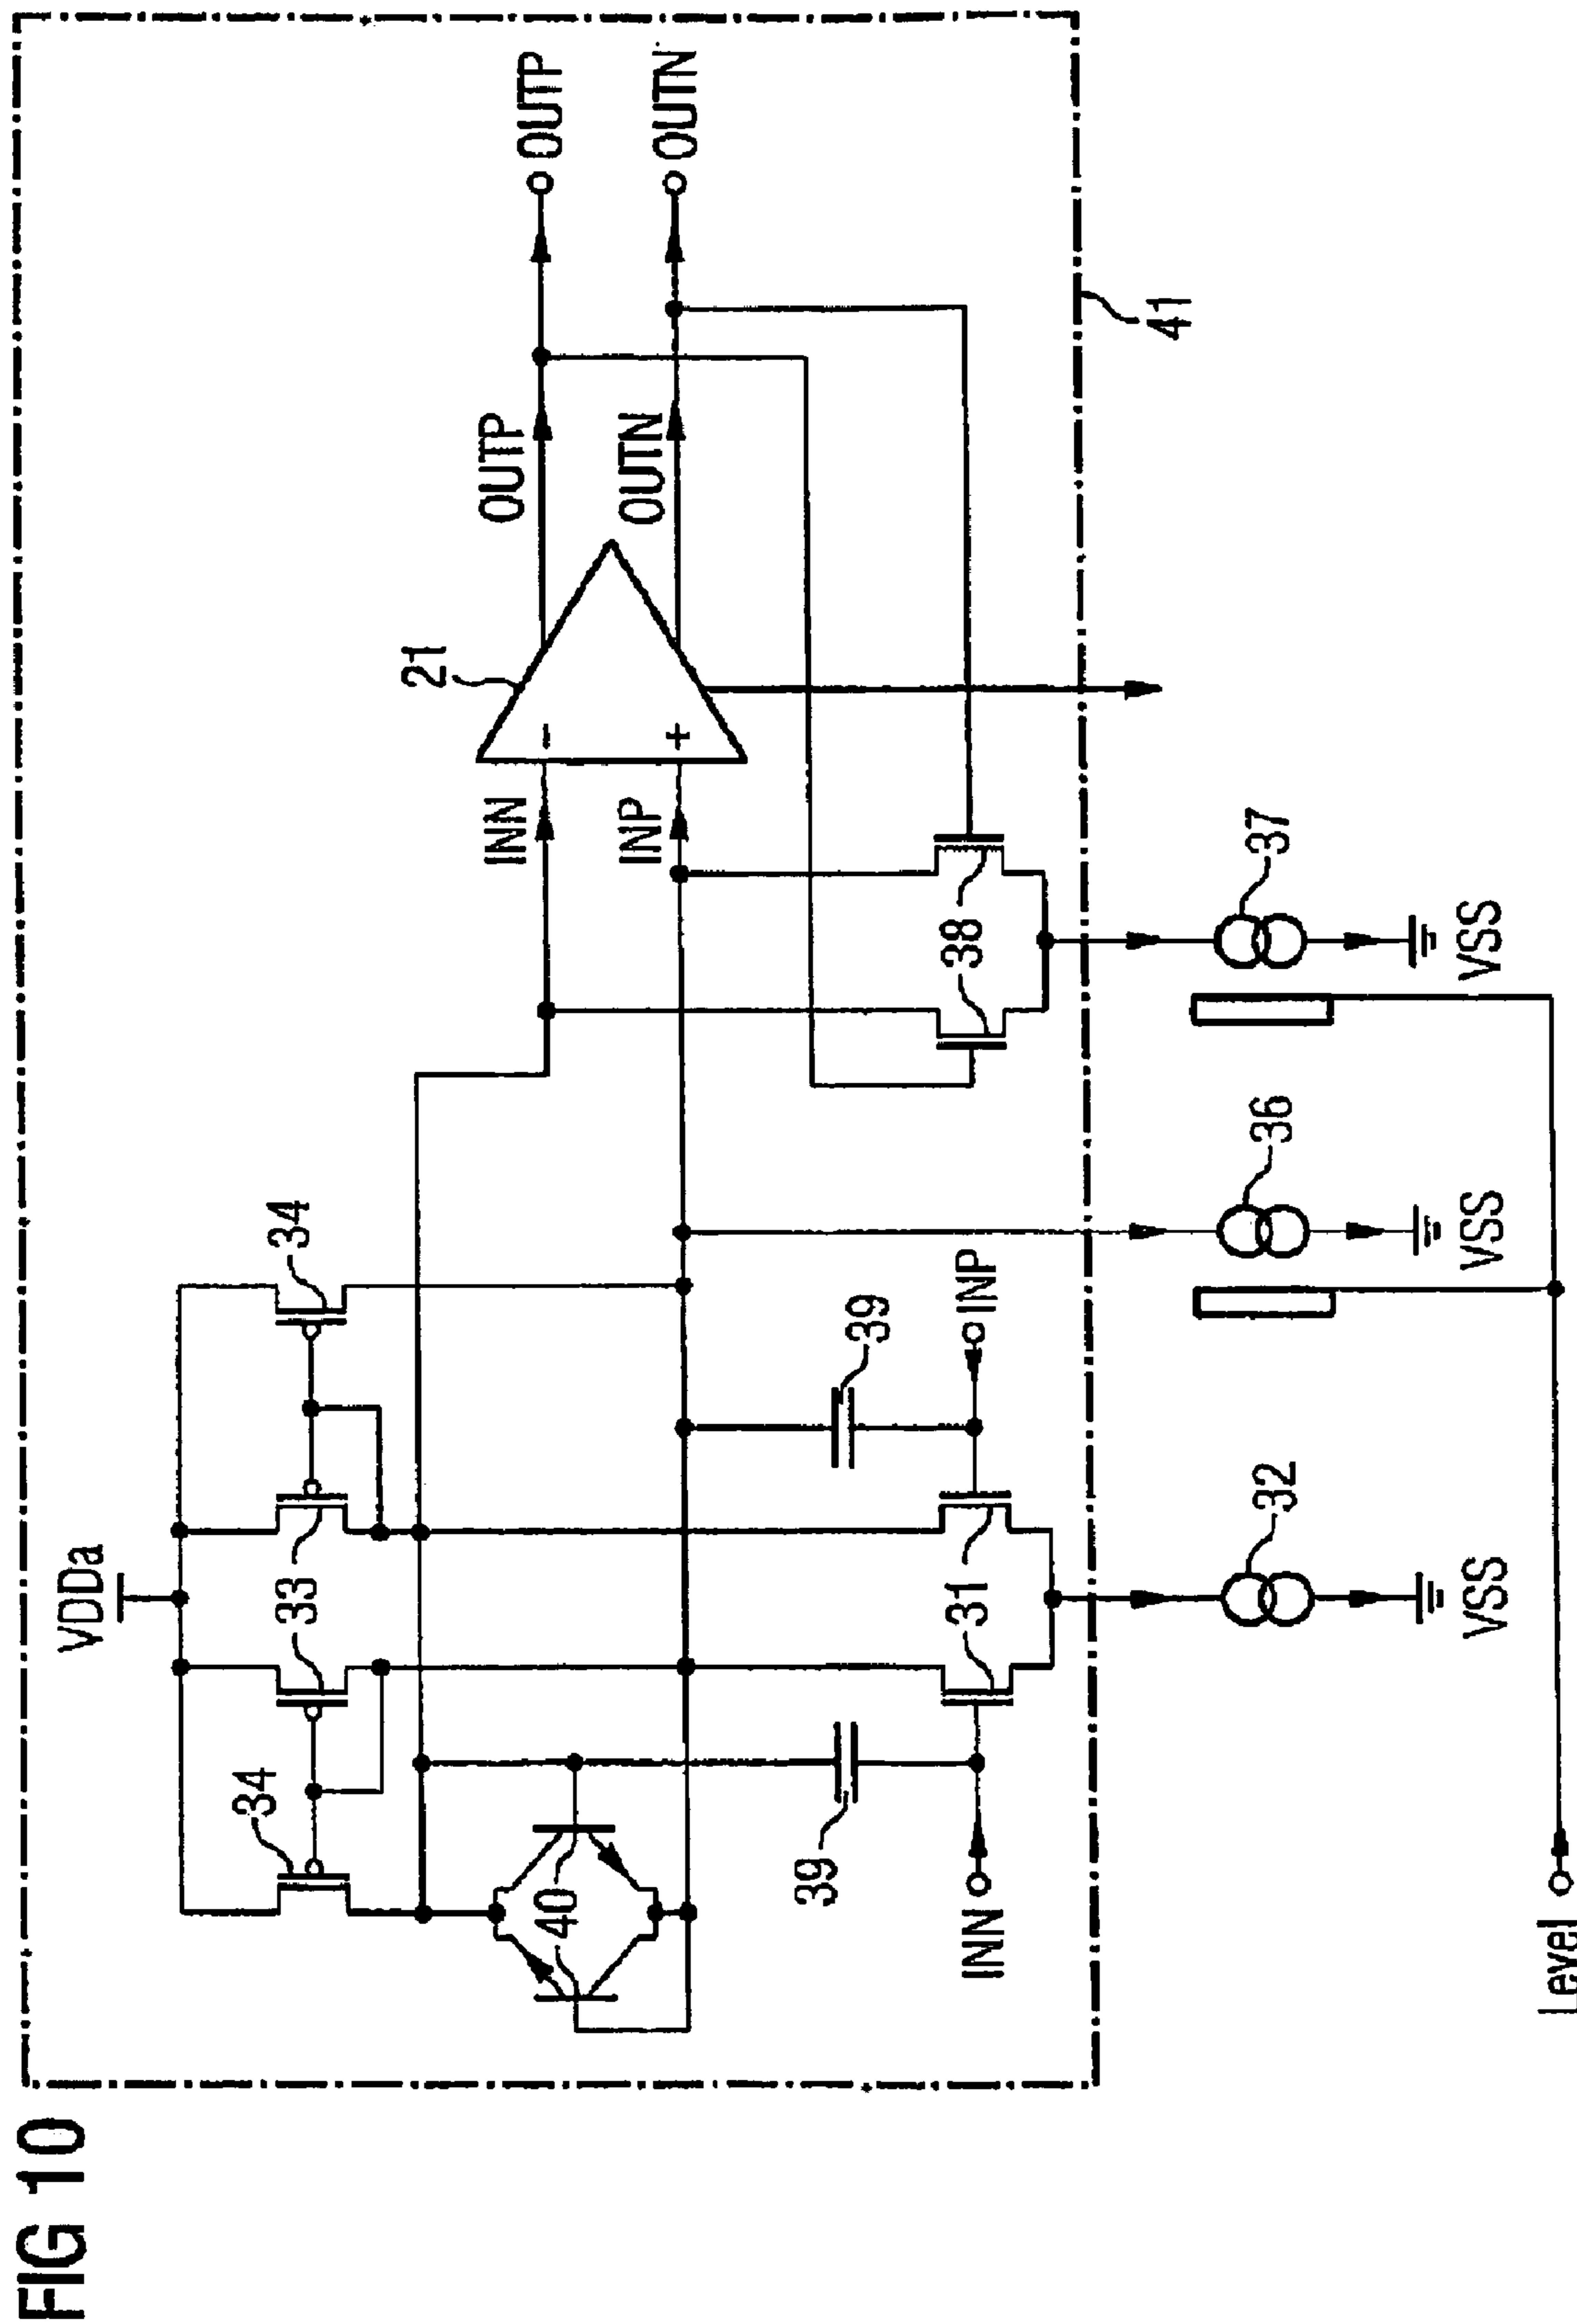 FIG 10
VDDa
34
33
34
40
39
39
31
INN
INP
INN
INP
21
OUTP
OUTN
OUTP
OUTN
38
41
32
36
37
VSS
VSS
VSS
Level